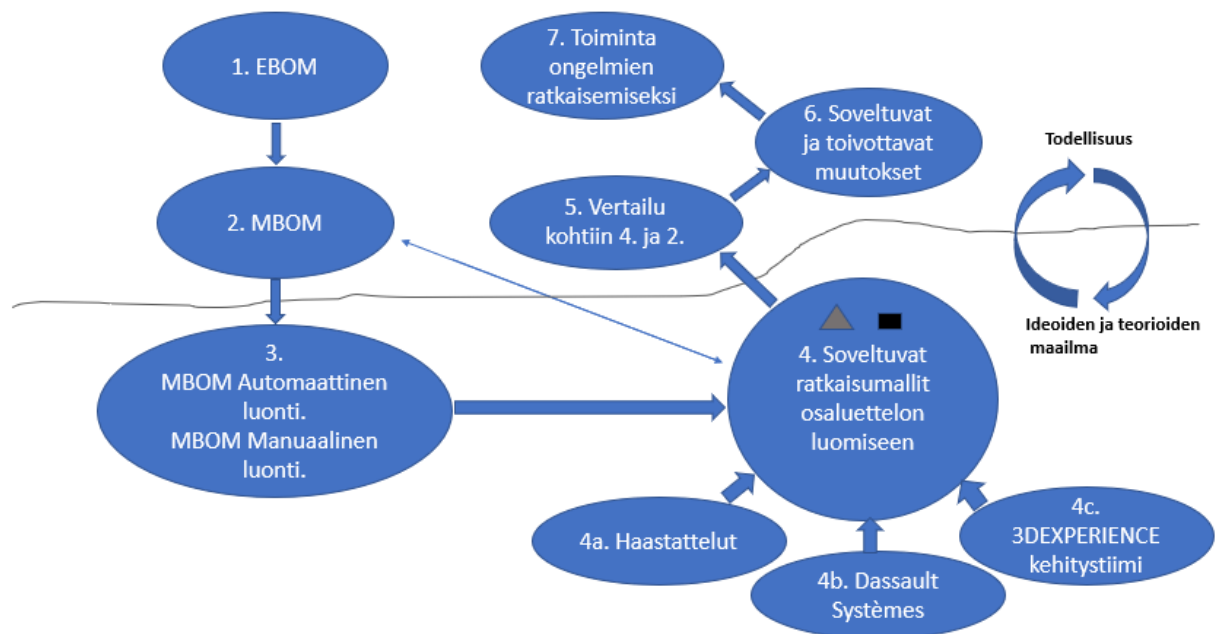 1. EBOM
2. MBOM
3.
MBOM Automaattinen
luonti.
MBOM Manuaalinen
luonti.
4. Soveltuvat
ratkaisumallit
osaluettelon
luomiseen
4a. Haastattelut
4b. Dassault
Systèmes
4c.
3DEXPERIENCE
kehitystiimi
5. Vertailu
kohtiin 4. ja 2.
6. Soveltuvat
ja toivottavat
muutokset
7. Toiminta
ongelmien
ratkaisemiseksi
Todellisuus
Ideoiden ja teorioiden
maailma